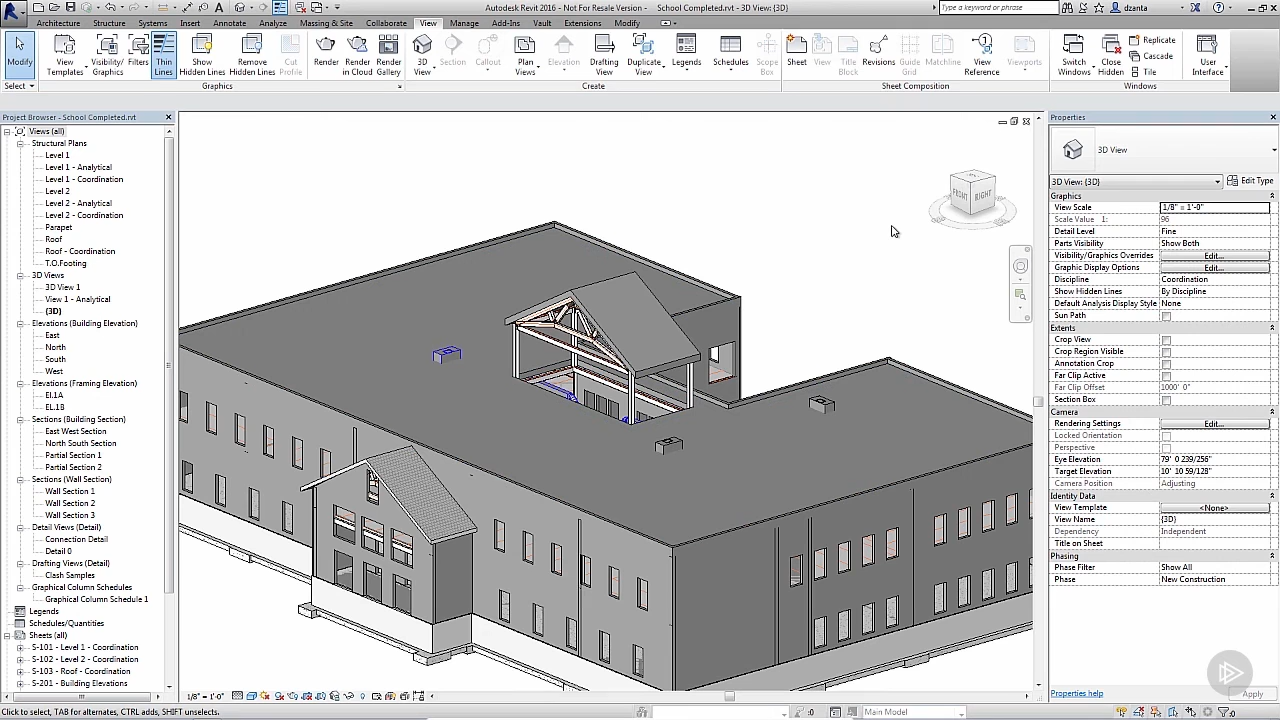 Autodesk Revit 2016 - Not For Resale Version - School Completed.rvt - 3D View: {3D}
Type a keyword or phrase
dzanta
Architecture Structure Systems Insert Annotate Analyze Massing & Site Collaborate View Manage Add-Ins Vault Extensions Modify
Modify
View Templates
Visibility/ Graphics
Filters
Thin Lines
Show Hidden Lines
Remove Hidden Lines
Cut Profile
Render
Render in Cloud
Render Gallery
3D View
Section
Callout
Plan Views
Elevation
Drafting View
Duplicate View
Legends
Schedules
Scope Box
Sheet
View
Title Block
Revisions
Guide Grid
Matchline
View Reference
Viewports
Switch Windows
Close Hidden
Replicate
Cascade
Tile
User Interface
Select Graphics Create Sheet Composition Windows
Project Browser - School Completed.rvt
Views (all)
Structural Plans
Level 1
Level 1 - Analytical
Level 1 - Coordination
Level 2
Level 2 - Analytical
Level 2 - Coordination
Parapet
Roof
Roof - Coordination
T.O.Footing
3D Views
3D View 1
View 1 - Analytical
{3D}
Elevations (Building Elevation)
East
North
South
West
Elevations (Framing Elevation)
El.1A
EL.1B
Sections (Building Section)
East West Section
North South Section
Partial Section 1
Partial Section 2
Sections (Wall Section)
Wall Section 1
Wall Section 2
Wall Section 3
Detail Views (Detail)
Connection Detail
Detail 0
Drafting Views (Detail)
Clash Samples
Graphical Column Schedules
Graphical Column Schedule 1
Legends
Schedules/Quantities
Sheets (all)
S-101 - Level 1 - Coordination
S-102 - Level 2 - Coordination
S-103 - Roof - Coordination
S-201 - Building Elevations
FRONT
RIGHT
Properties
3D View
3D View: {3D} Edit Type
Graphics
View Scale 1/8" = 1'-0"
Scale Value 1: 96
Detail Level Fine
Parts Visibility Show Both
Visibility/Graphics Overrides Edit...
Graphic Display Options Edit...
Discipline Coordination
Show Hidden Lines By Discipline
Default Analysis Display Style None
Sun Path
Extents
Crop View
Crop Region Visible
Annotation Crop
Far Clip Active
Far Clip Offset 1000' 0"
Section Box
Camera
Rendering Settings Edit...
Locked Orientation
Perspective
Eye Elevation 79' 0 239/256"
Target Elevation 10' 10 59/128"
Camera Position Adjusting
Identity Data
View Template <None>
View Name {3D}
Dependency Independent
Title on Sheet
Phasing
Phase Filter Show All
Phase New Construction
Properties help Apply
1/8" = 1'-0"
Click to select, TAB for alternates, CTRL adds, SHIFT unselects.
:0
Main Model
:0